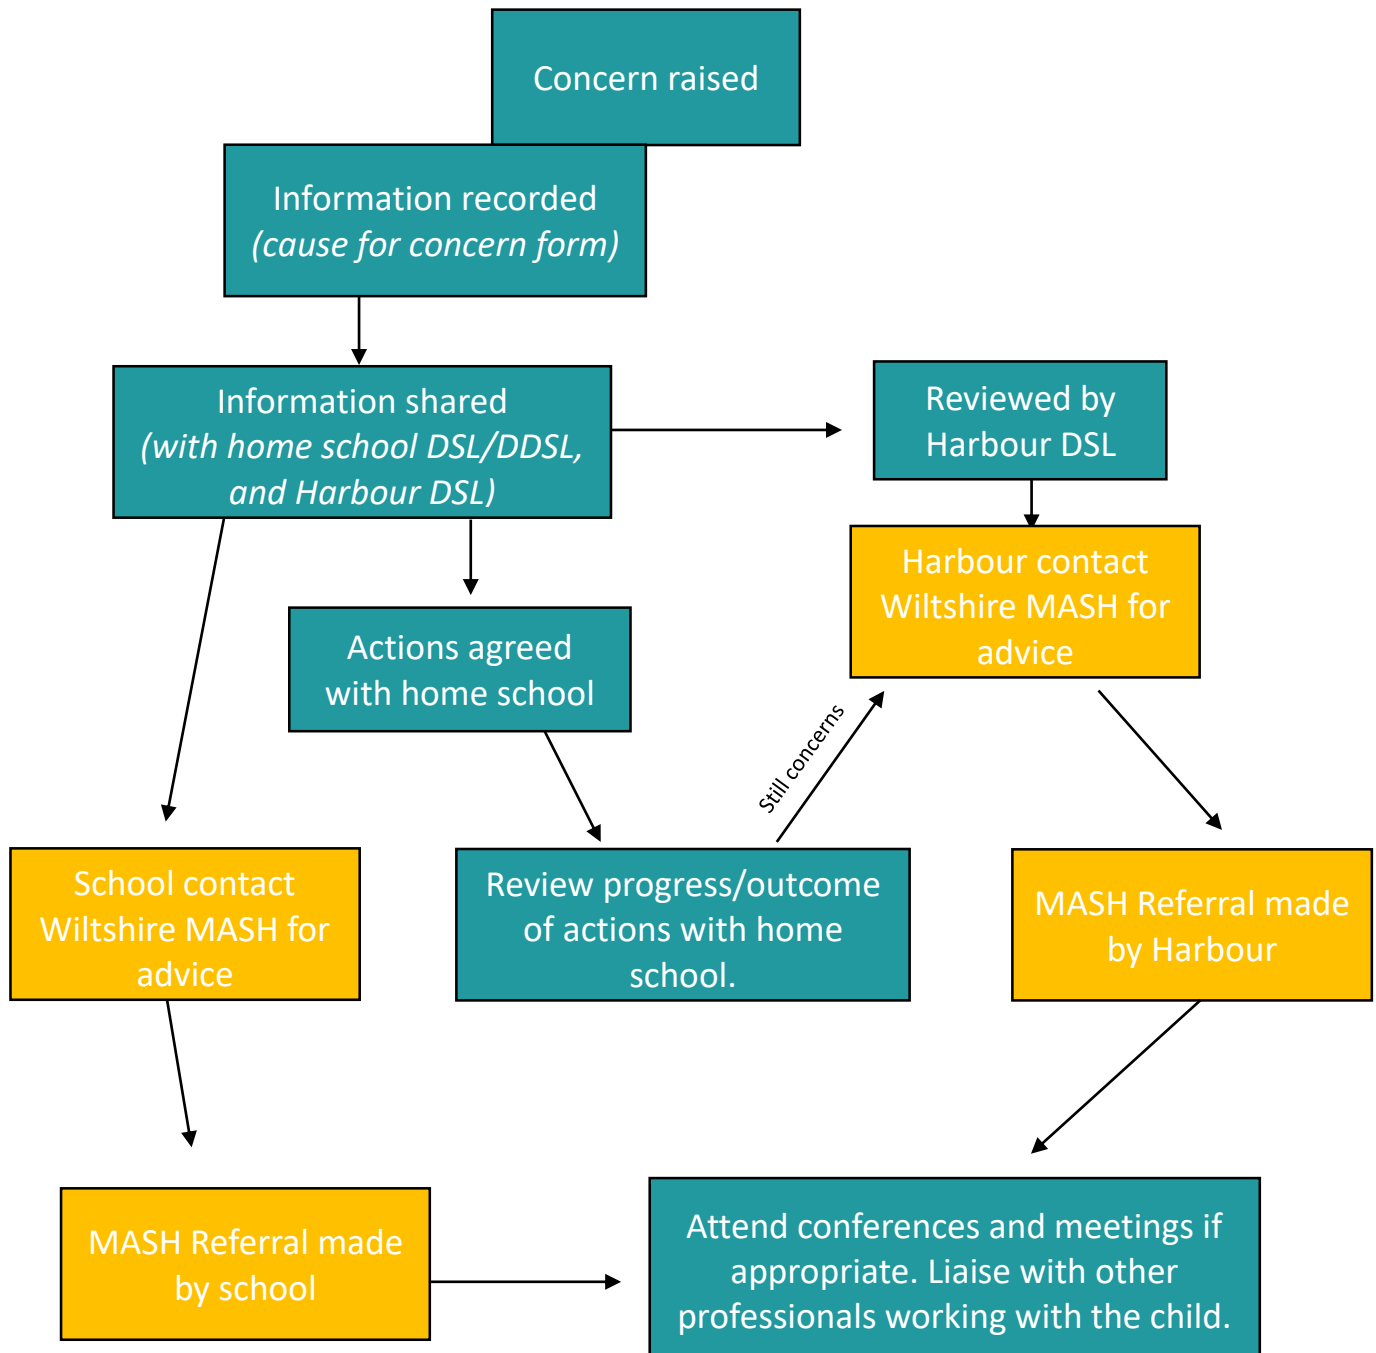 Concern raised
Information recorded
(cause for concern form)
Information shared
(with home school DSL/DDSL,
and Harbour DSL)
Reviewed by
Harbour DSL
Harbour contact
Wiltshire MASH for
advice
Actions agreed
with home school
Still concerns
School contact
Wiltshire MASH for
advice
Review progress/outcome
of actions with home
school.
MASH Referral made
by Harbour
MASH Referral made
by school
Attend conferences and meetings if
appropriate. Liaise with other
professionals working with the child.